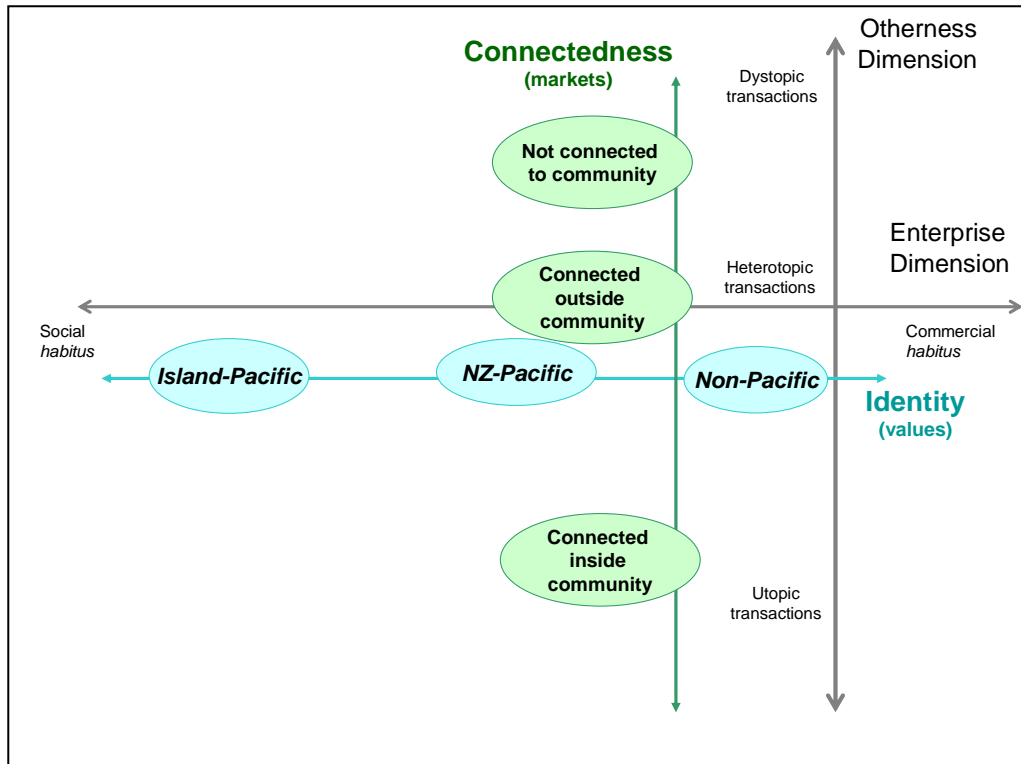 Otherness
Dimension
Connectedness
(markets)
Dystopic
transactions
Not connected
to community
Enterprise
Dimension
Connected
outside
community
Heterotopic
transactions
Social
habitus
Commercial
habitus
Island-Pacific
NZ-Pacific
Non-Pacific
Identity
(values)
Connected
inside
community
Utopic
transactions